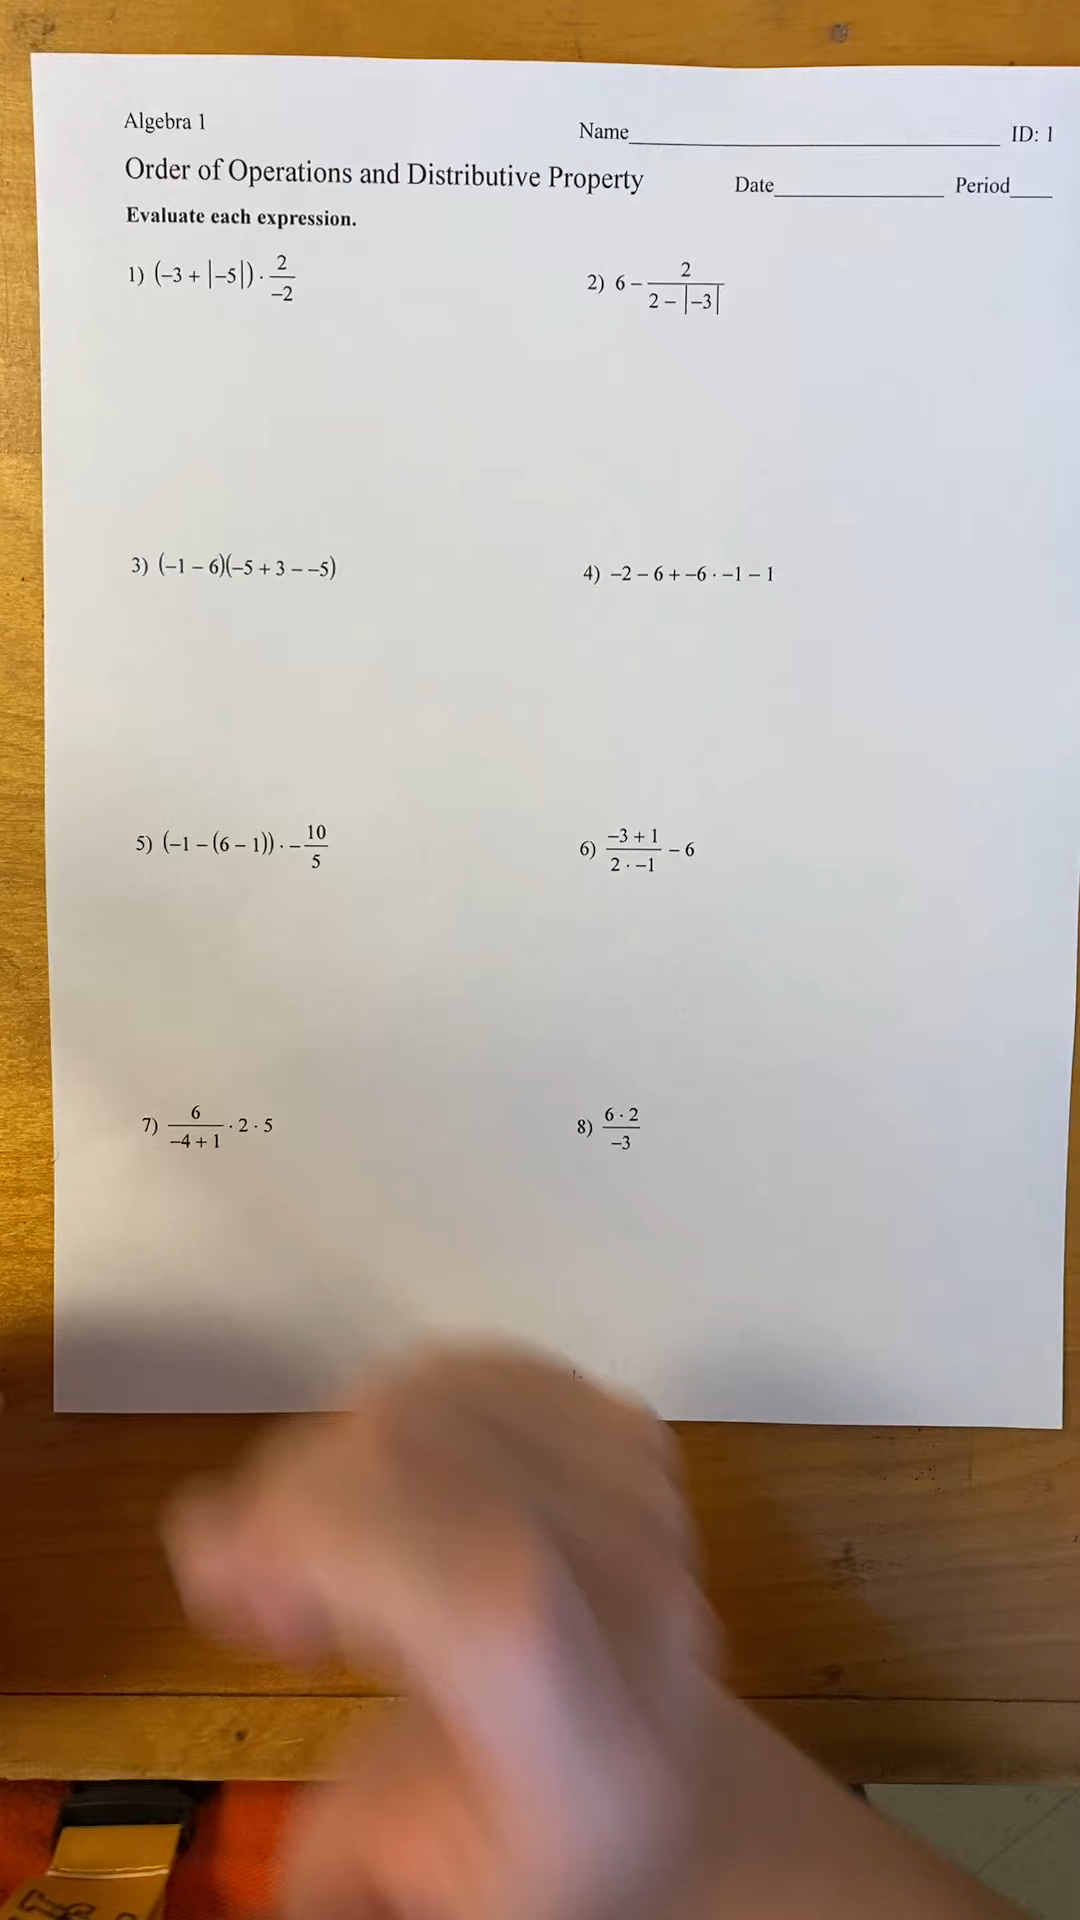 Algebra 1
Name____________________ ID: 1
Order of Operations and Distributive Property
Date____________ Period____
Evaluate each expression.
1) (−3 + |−5|) · 2/−2
2) 6 − 2/(2 − |−3|)
3) (−1 − 6)(−5 + 3 − −5)
4) −2 − 6 + −6 · −1 − 1
5) (−1 − (6 − 1)) · −10/5
6) (−3 + 1)/(2 · −1) − 6
7) 6/(−4 + 1) · 2 · 5
8) (6 · 2)/−3